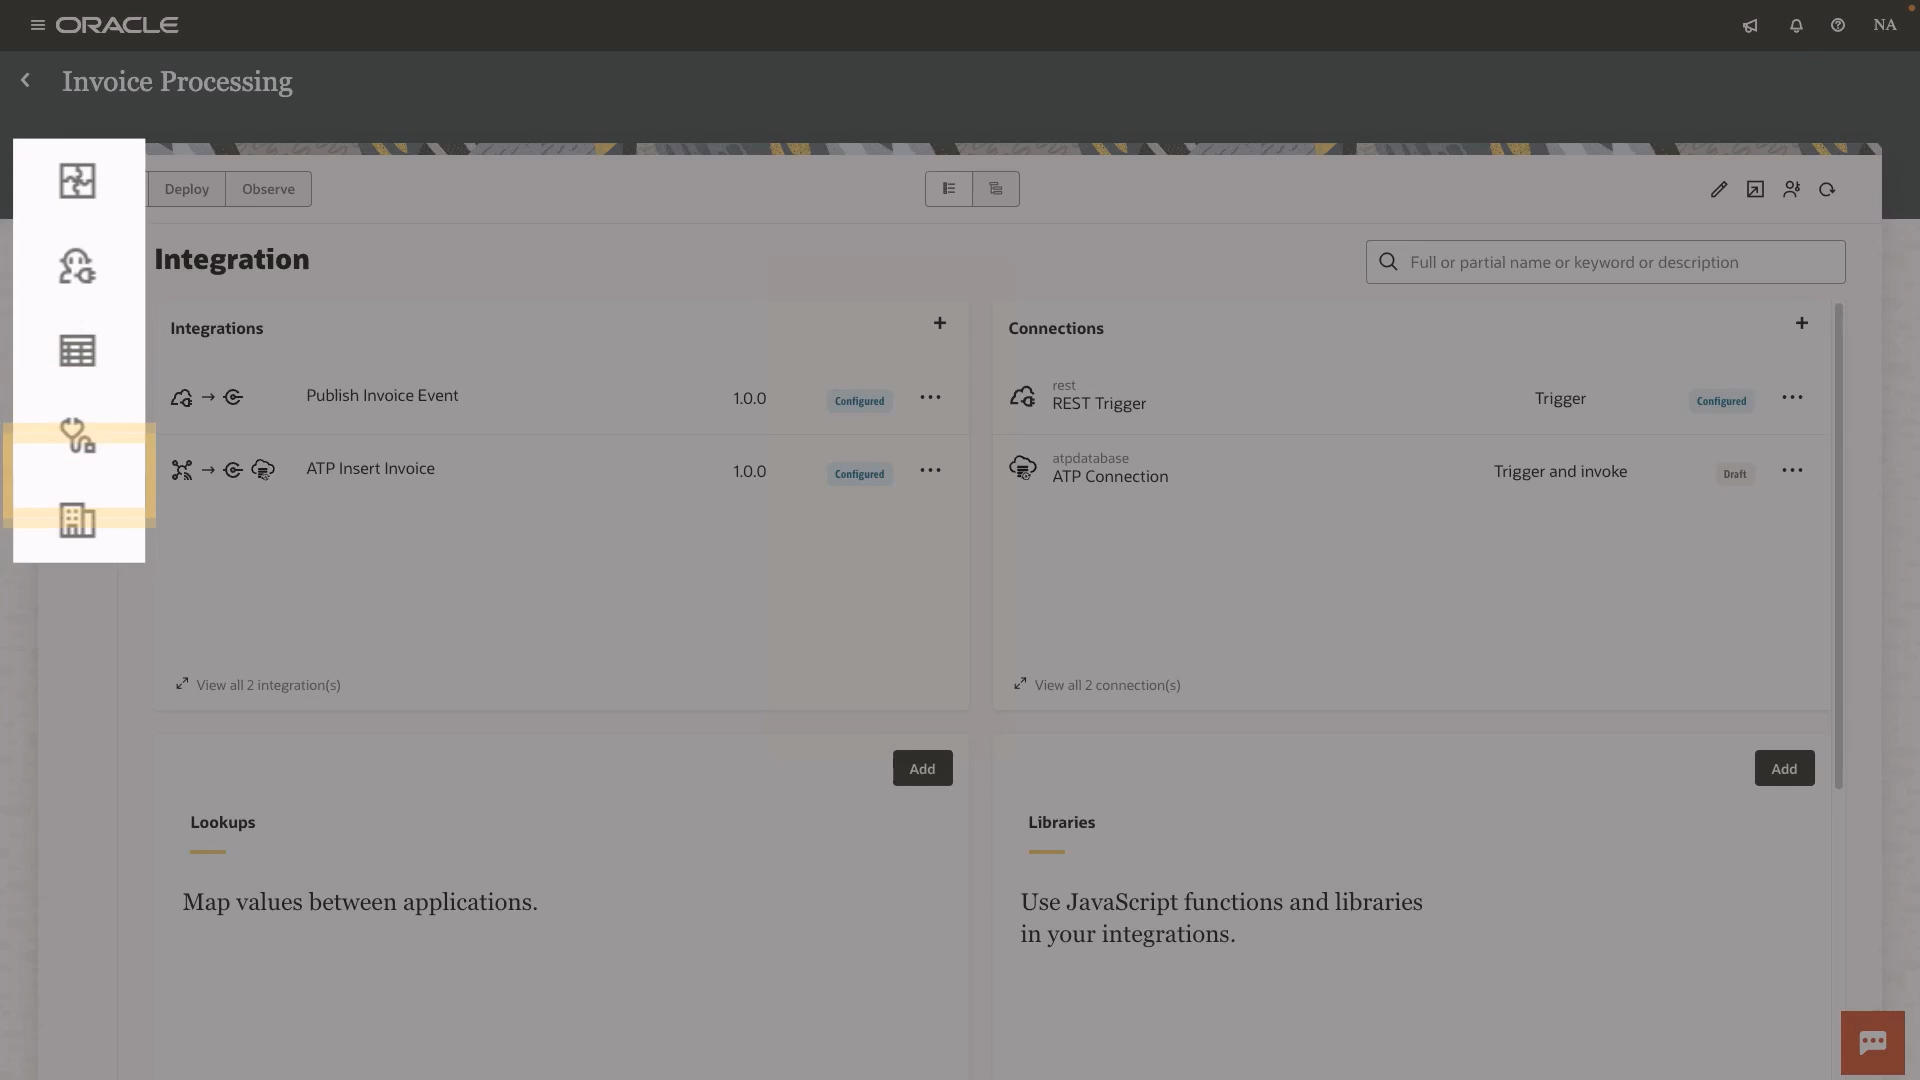 ORACLE
NA
Invoice Processing
Deploy
Observe
Integration
Full or partial name or keyword or description
Integrations
Publish Invoice Event
1.0.0
Configured
ATP Insert Invoice
1.0.0
Configured
View all 2 integration(s)
Connections
rest
REST Trigger
Trigger
Configured
atpdatabase
ATP Connection
Trigger and invoke
Draft
View all 2 connection(s)
Add
Lookups
Map values between applications.
Add
Libraries
Use JavaScript functions and libraries
in your integrations.